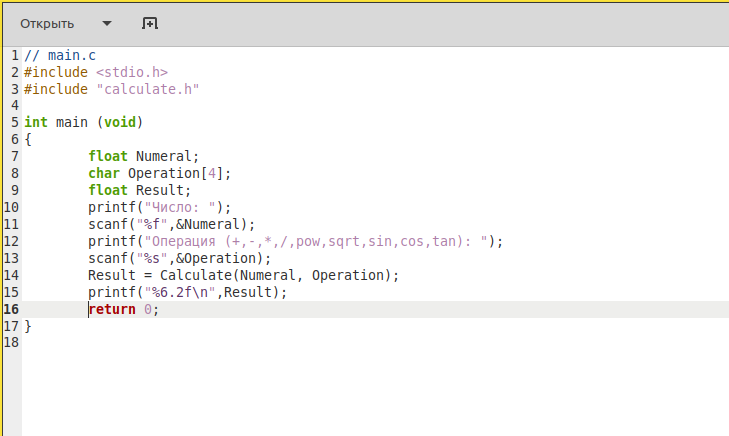 Открыть
1 // main.c
2 #include <stdio.h>
3 #include "calculate.h"
4
5 int main (void)
6 {
7 float Numeral;
8 char Operation[4];
9 float Result;
10 printf("Число: ");
11 scanf("%f",&Numeral);
12 printf("Операция (+,-,*,/,pow,sqrt,sin,cos,tan): ");
13 scanf("%s",&Operation);
14 Result = Calculate(Numeral, Operation);
15 printf("%6.2f\n",Result);
16 return 0;
17 }
18